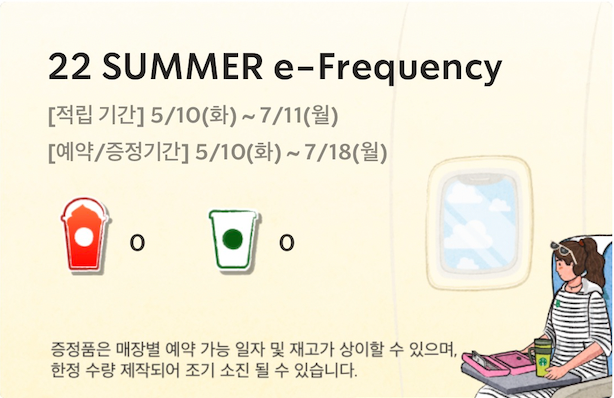 22 SUMMER e-Frequency
[적립 기간] 5/10(화) ~ 7/11(월)
[예약/증정기간] 5/10(화) ~ 7/18(월)
0 0
증정품은 매장별 예약 가능 일자 및 재고가 상이할 수 있으며,
한정 수량 제작되어 조기 소진 될 수 있습니다.